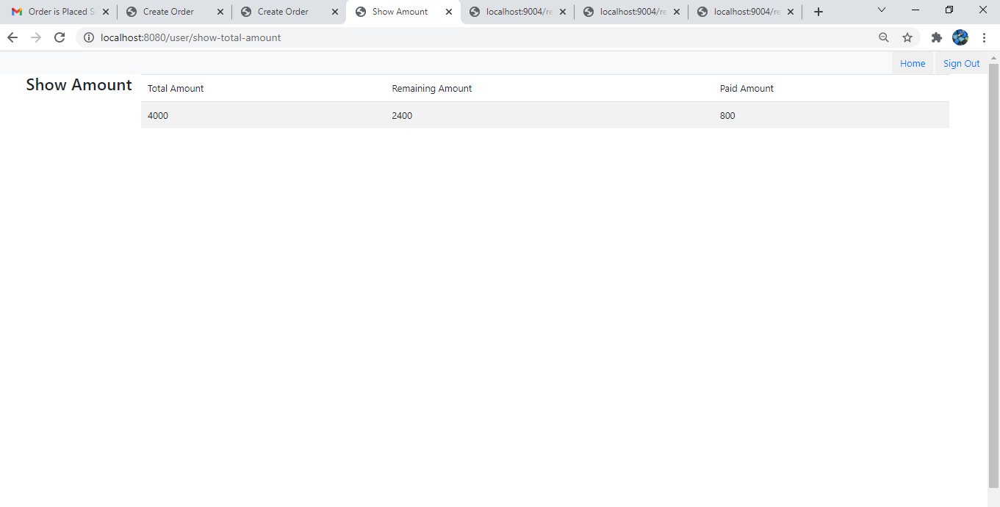 Order is Placed S
Create Order
Create Order
Show Amount
localhost:9004/re
localhost:9004/re
localhost:9004/re
localhost:8080/user/show-total-amount
Home
Sign Out
Show Amount
Total Amount
Remaining Amount
Paid Amount
4000
2400
800